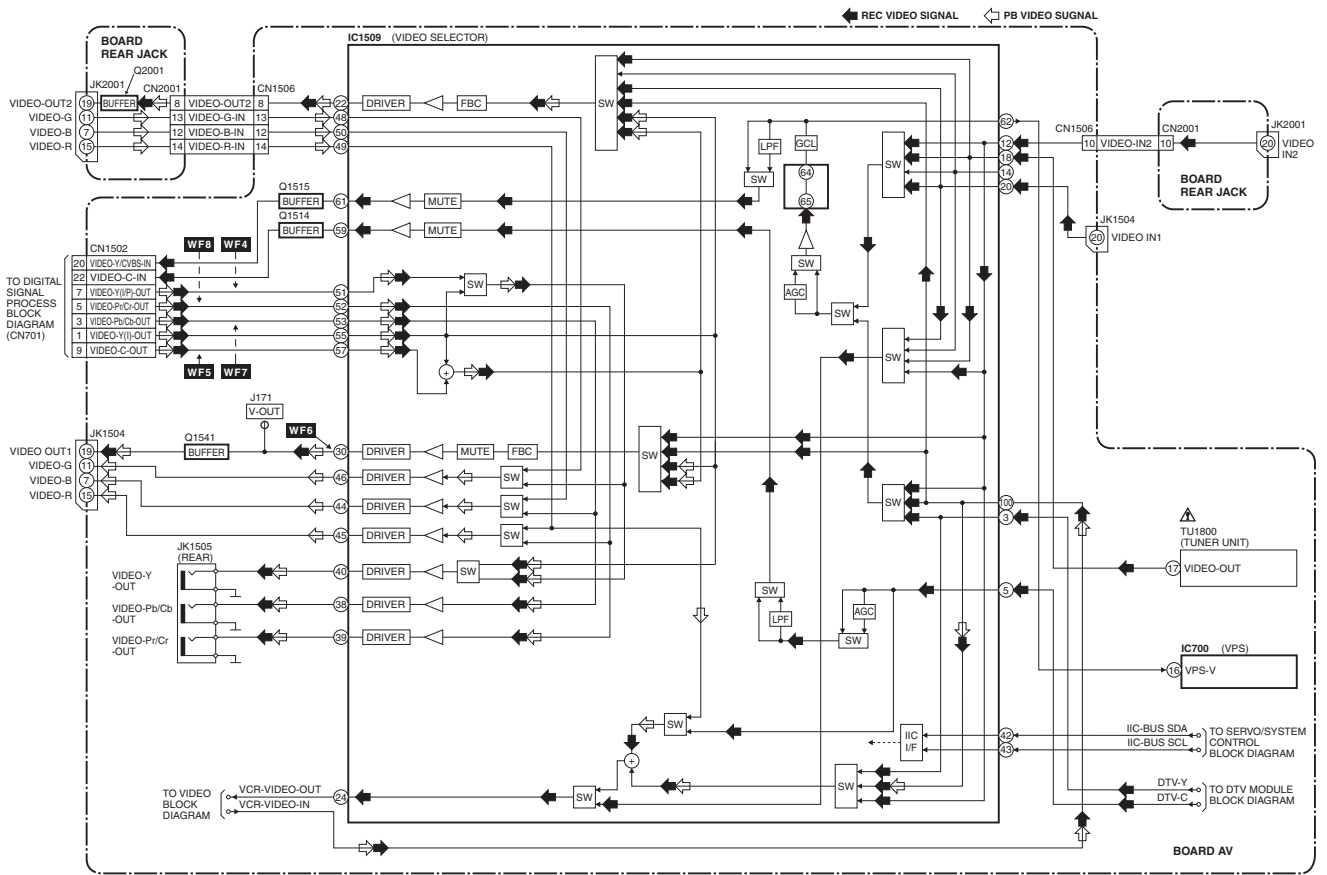 REC VIDEO SIGNAL
PB VIDEO SUGNAL
BOARD
REAR JACK
Q2001
JK2001
CN2001
CN1506
IC1509 (VIDEO SELECTOR)
VIDEO-OUT2 19 BUFFER 8 VIDEO-OUT2 8 22 DRIVER FBC SW
VIDEO-G 11 13 VIDEO-G-IN 13 48
VIDEO-B 7 12 VIDEO-B-IN 12 50
VIDEO-R 15 14 VIDEO-R-IN 14 49
62
LPF
GCL
SW
64
65
SW
AGC
SW
SW
12
18
14
20
CN1506
CN2001
JK2001
10 VIDEO-IN2 10
20 VIDEO
IN2
BOARD
REAR JACK
JK1504
20 VIDEO IN1
Q1515
BUFFER 61 MUTE
Q1514
BUFFER 59 MUTE
WF8 WF4
CN1502
TO DIGITAL
SIGNAL
PROCESS
BLOCK
DIAGRAM
(CN701)
20 VIDEO-Y/CVBS-IN
22 VIDEO-C-IN
7 VIDEO-Y(I/P)-OUT 51
5 VIDEO-Pr/Cr-OUT 52
3 VIDEO-Pb/Cb-OUT 53
1 VIDEO-Y(I)-OUT 55
9 VIDEO-C-OUT 57
SW
+
SW
WF5 WF7
J171
V-OUT
WF6
JK1504
Q1541
VIDEO OUT1 19 BUFFER 30 DRIVER MUTE FBC SW
VIDEO-G 11 46 DRIVER SW
VIDEO-B 7 44 DRIVER SW
VIDEO-R 15 45 DRIVER SW
SW
100
3
TU1800
(TUNER UNIT)
17 VIDEO-OUT
JK1505
(REAR)
VIDEO-Y
-OUT
40 DRIVER SW
VIDEO-Pb/Cb
-OUT
38 DRIVER
VIDEO-Pr/Cr
-OUT
39 DRIVER
SW
LPF
AGC
SW
5
IC700 (VPS)
16 VPS-V
SW
+
IIC
I/F
42
43
IIC-BUS SDA
IIC-BUS SCL
TO SERVO/SYSTEM
CONTROL
BLOCK DIAGRAM
SW
SW
TO VIDEO
BLOCK
DIAGRAM
VCR-VIDEO-OUT 24
VCR-VIDEO-IN
DTV-Y
DTV-C
TO DTV MODULE
BLOCK DIAGRAM
BOARD AV